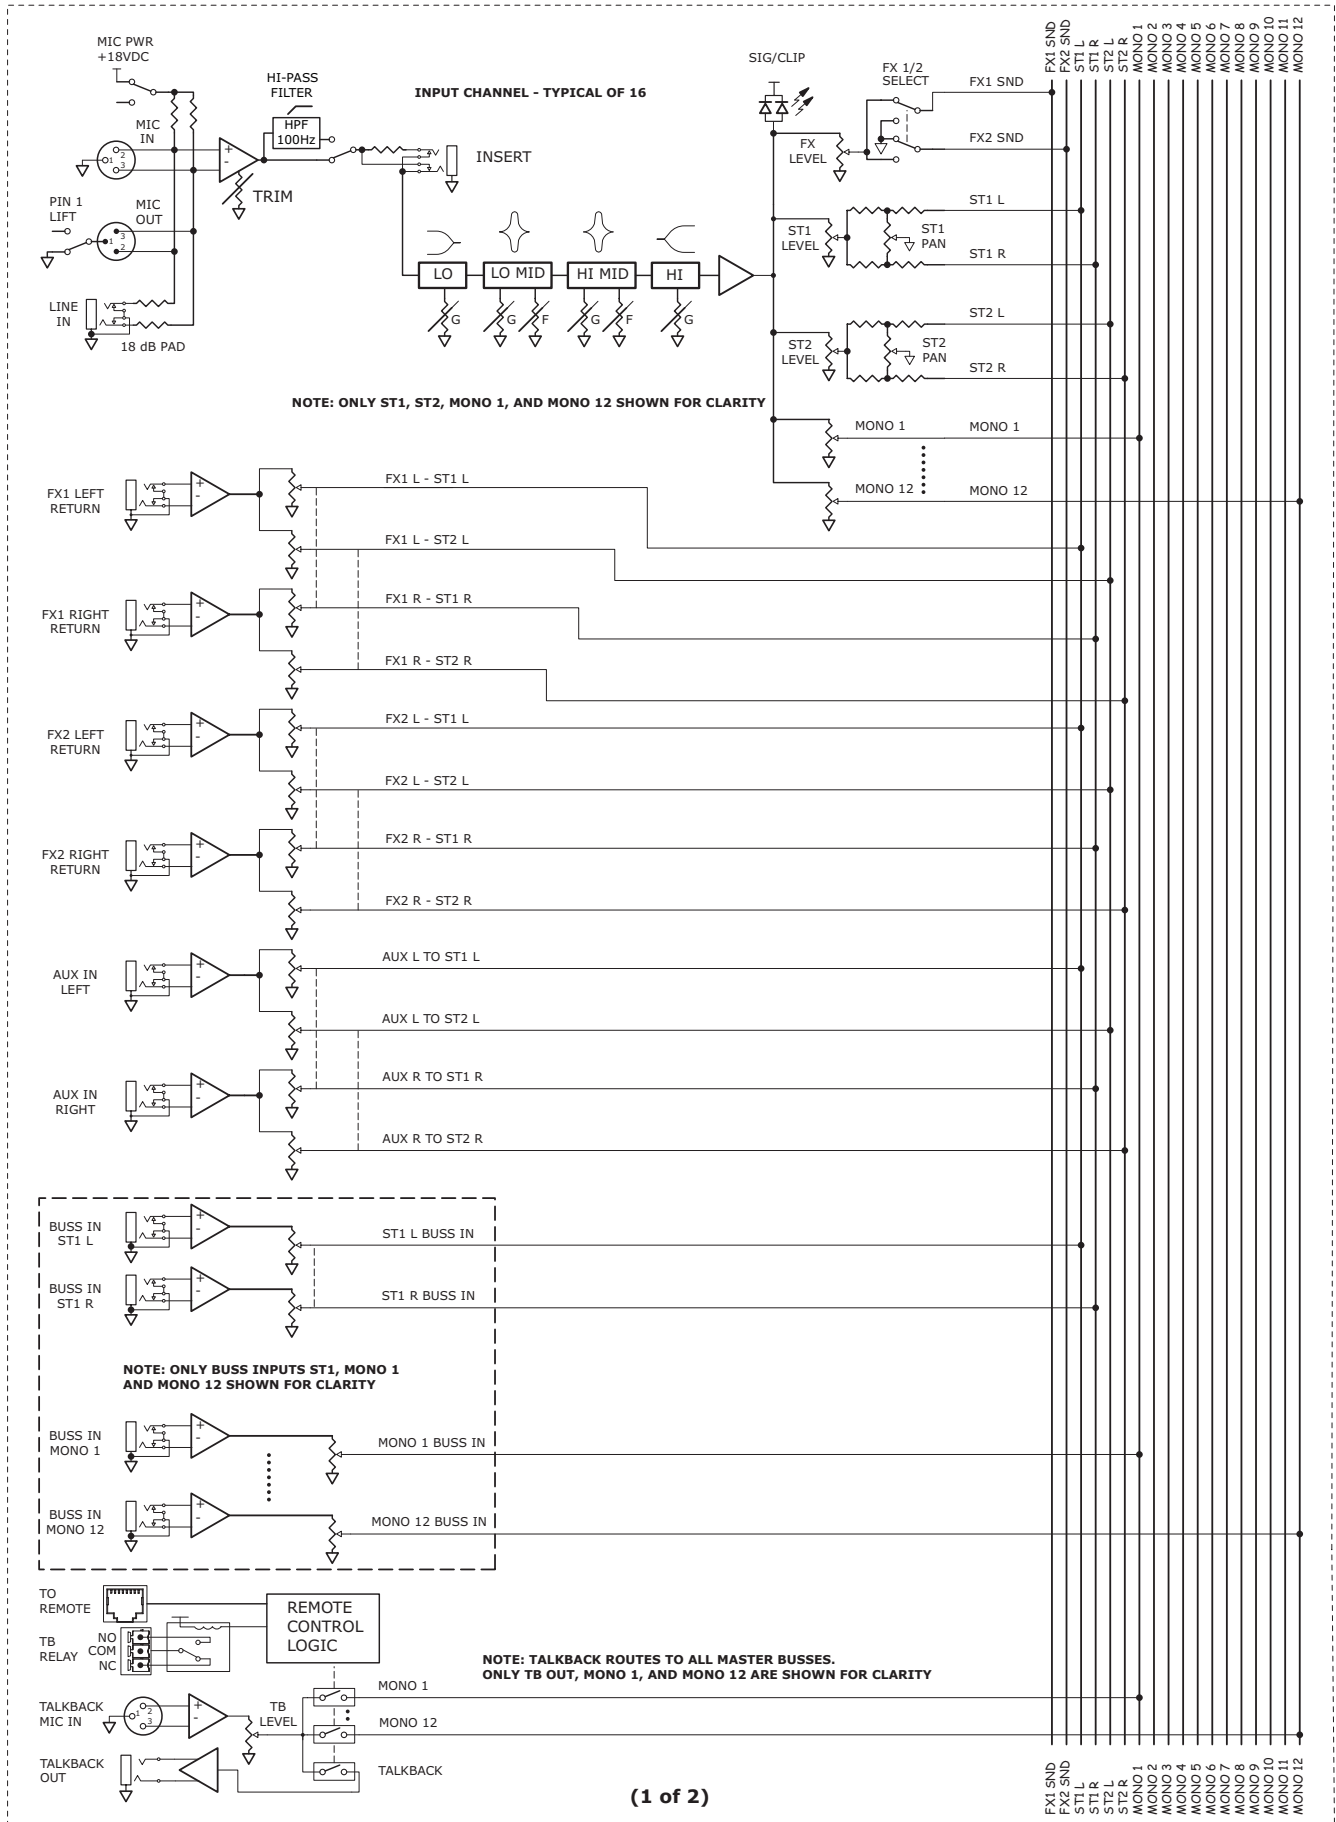 MIC PWR
+18VDC
HI-PASS
FILTER
HPF
100Hz
INPUT CHANNEL - TYPICAL OF 16
SIG/CLIP
FX 1/2
SELECT
FX1 SND
FX2 SND
FX1 SND
FX2 SND
ST1 L
ST1 R
ST2 L
ST2 R
MONO 1
MONO 2
MONO 3
MONO 4
MONO 5
MONO 6
MONO 7
MONO 8
MONO 9
MONO 10
MONO 11
MONO 12
MIC
IN
1
2
3
+
-
TRIM
INSERT
FX
LEVEL
PIN 1
LIFT
MIC
OUT
3
1
2
ST1
LEVEL
ST1 L
ST1
PAN
ST1 R
LO
LO MID
HI MID
HI
G
G
F
G
F
G
LINE
IN
18 dB PAD
ST2
LEVEL
ST2 L
ST2
PAN
ST2 R
NOTE: ONLY ST1, ST2, MONO 1, AND MONO 12 SHOWN FOR CLARITY
MONO 1
MONO 1
MONO 12
MONO 12
FX1 LEFT
RETURN
+
-
FX1 L - ST1 L
FX1 L - ST2 L
FX1 RIGHT
RETURN
+
-
FX1 R - ST1 R
FX1 R - ST2 R
FX2 LEFT
RETURN
+
-
FX2 L - ST1 L
FX2 L - ST2 L
FX2 RIGHT
RETURN
+
-
FX2 R - ST1 R
FX2 R - ST2 R
AUX IN
LEFT
+
-
AUX L TO ST1 L
AUX L TO ST2 L
AUX IN
RIGHT
+
-
AUX R TO ST1 R
AUX R TO ST2 R
BUSS IN
ST1 L
+
-
ST1 L BUSS IN
BUSS IN
ST1 R
+
-
ST1 R BUSS IN
NOTE: ONLY BUSS INPUTS ST1, MONO 1
AND MONO 12 SHOWN FOR CLARITY
BUSS IN
MONO 1
+
-
MONO 1 BUSS IN
BUSS IN
MONO 12
+
-
MONO 12 BUSS IN
TO
REMOTE
REMOTE
CONTROL
LOGIC
TB
RELAY
NO
COM
NC
NOTE: TALKBACK ROUTES TO ALL MASTER BUSSES.
ONLY TB OUT, MONO 1, AND MONO 12 ARE SHOWN FOR CLARITY
TALKBACK
MIC IN
1
2
3
+
-
TB
LEVEL
MONO 1
MONO 12
TALKBACK
OUT
TALKBACK
(1 of 2)
FX1 SND
FX2 SND
ST1 L
ST1 R
ST2 L
ST2 R
MONO 1
MONO 2
MONO 3
MONO 4
MONO 5
MONO 6
MONO 7
MONO 8
MONO 9
MONO 10
MONO 11
MONO 12